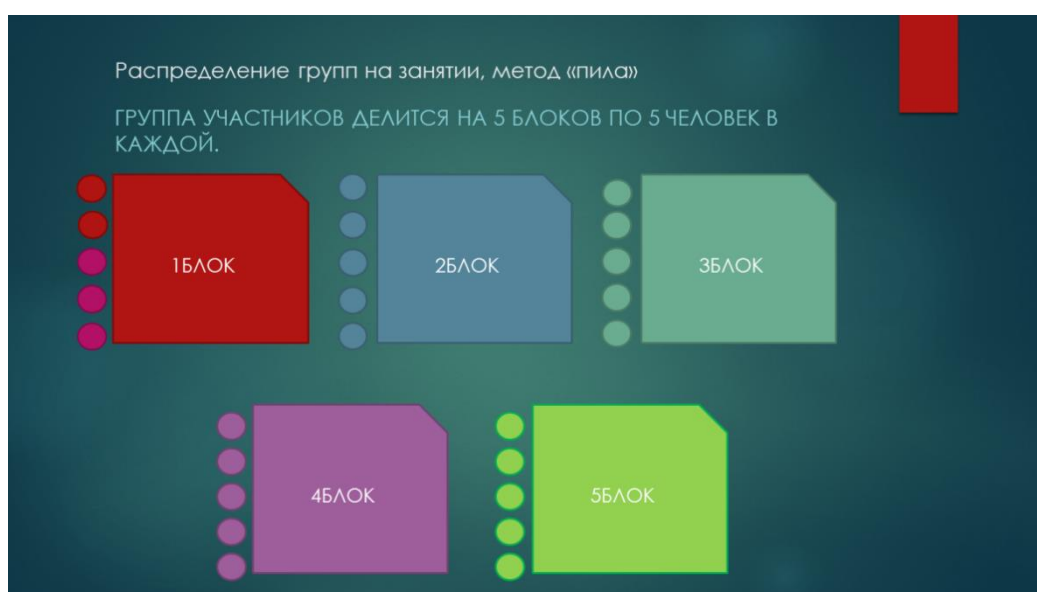 Распределение групп на занятии, метод «пила»
ГРУППА УЧАСТНИКОВ ДЕЛИТСЯ НА 5 БЛОКОВ ПО 5 ЧЕЛОВЕК В
КАЖДОЙ.
1БЛОК
2БЛОК
3БЛОК
4БЛОК
5БЛОК